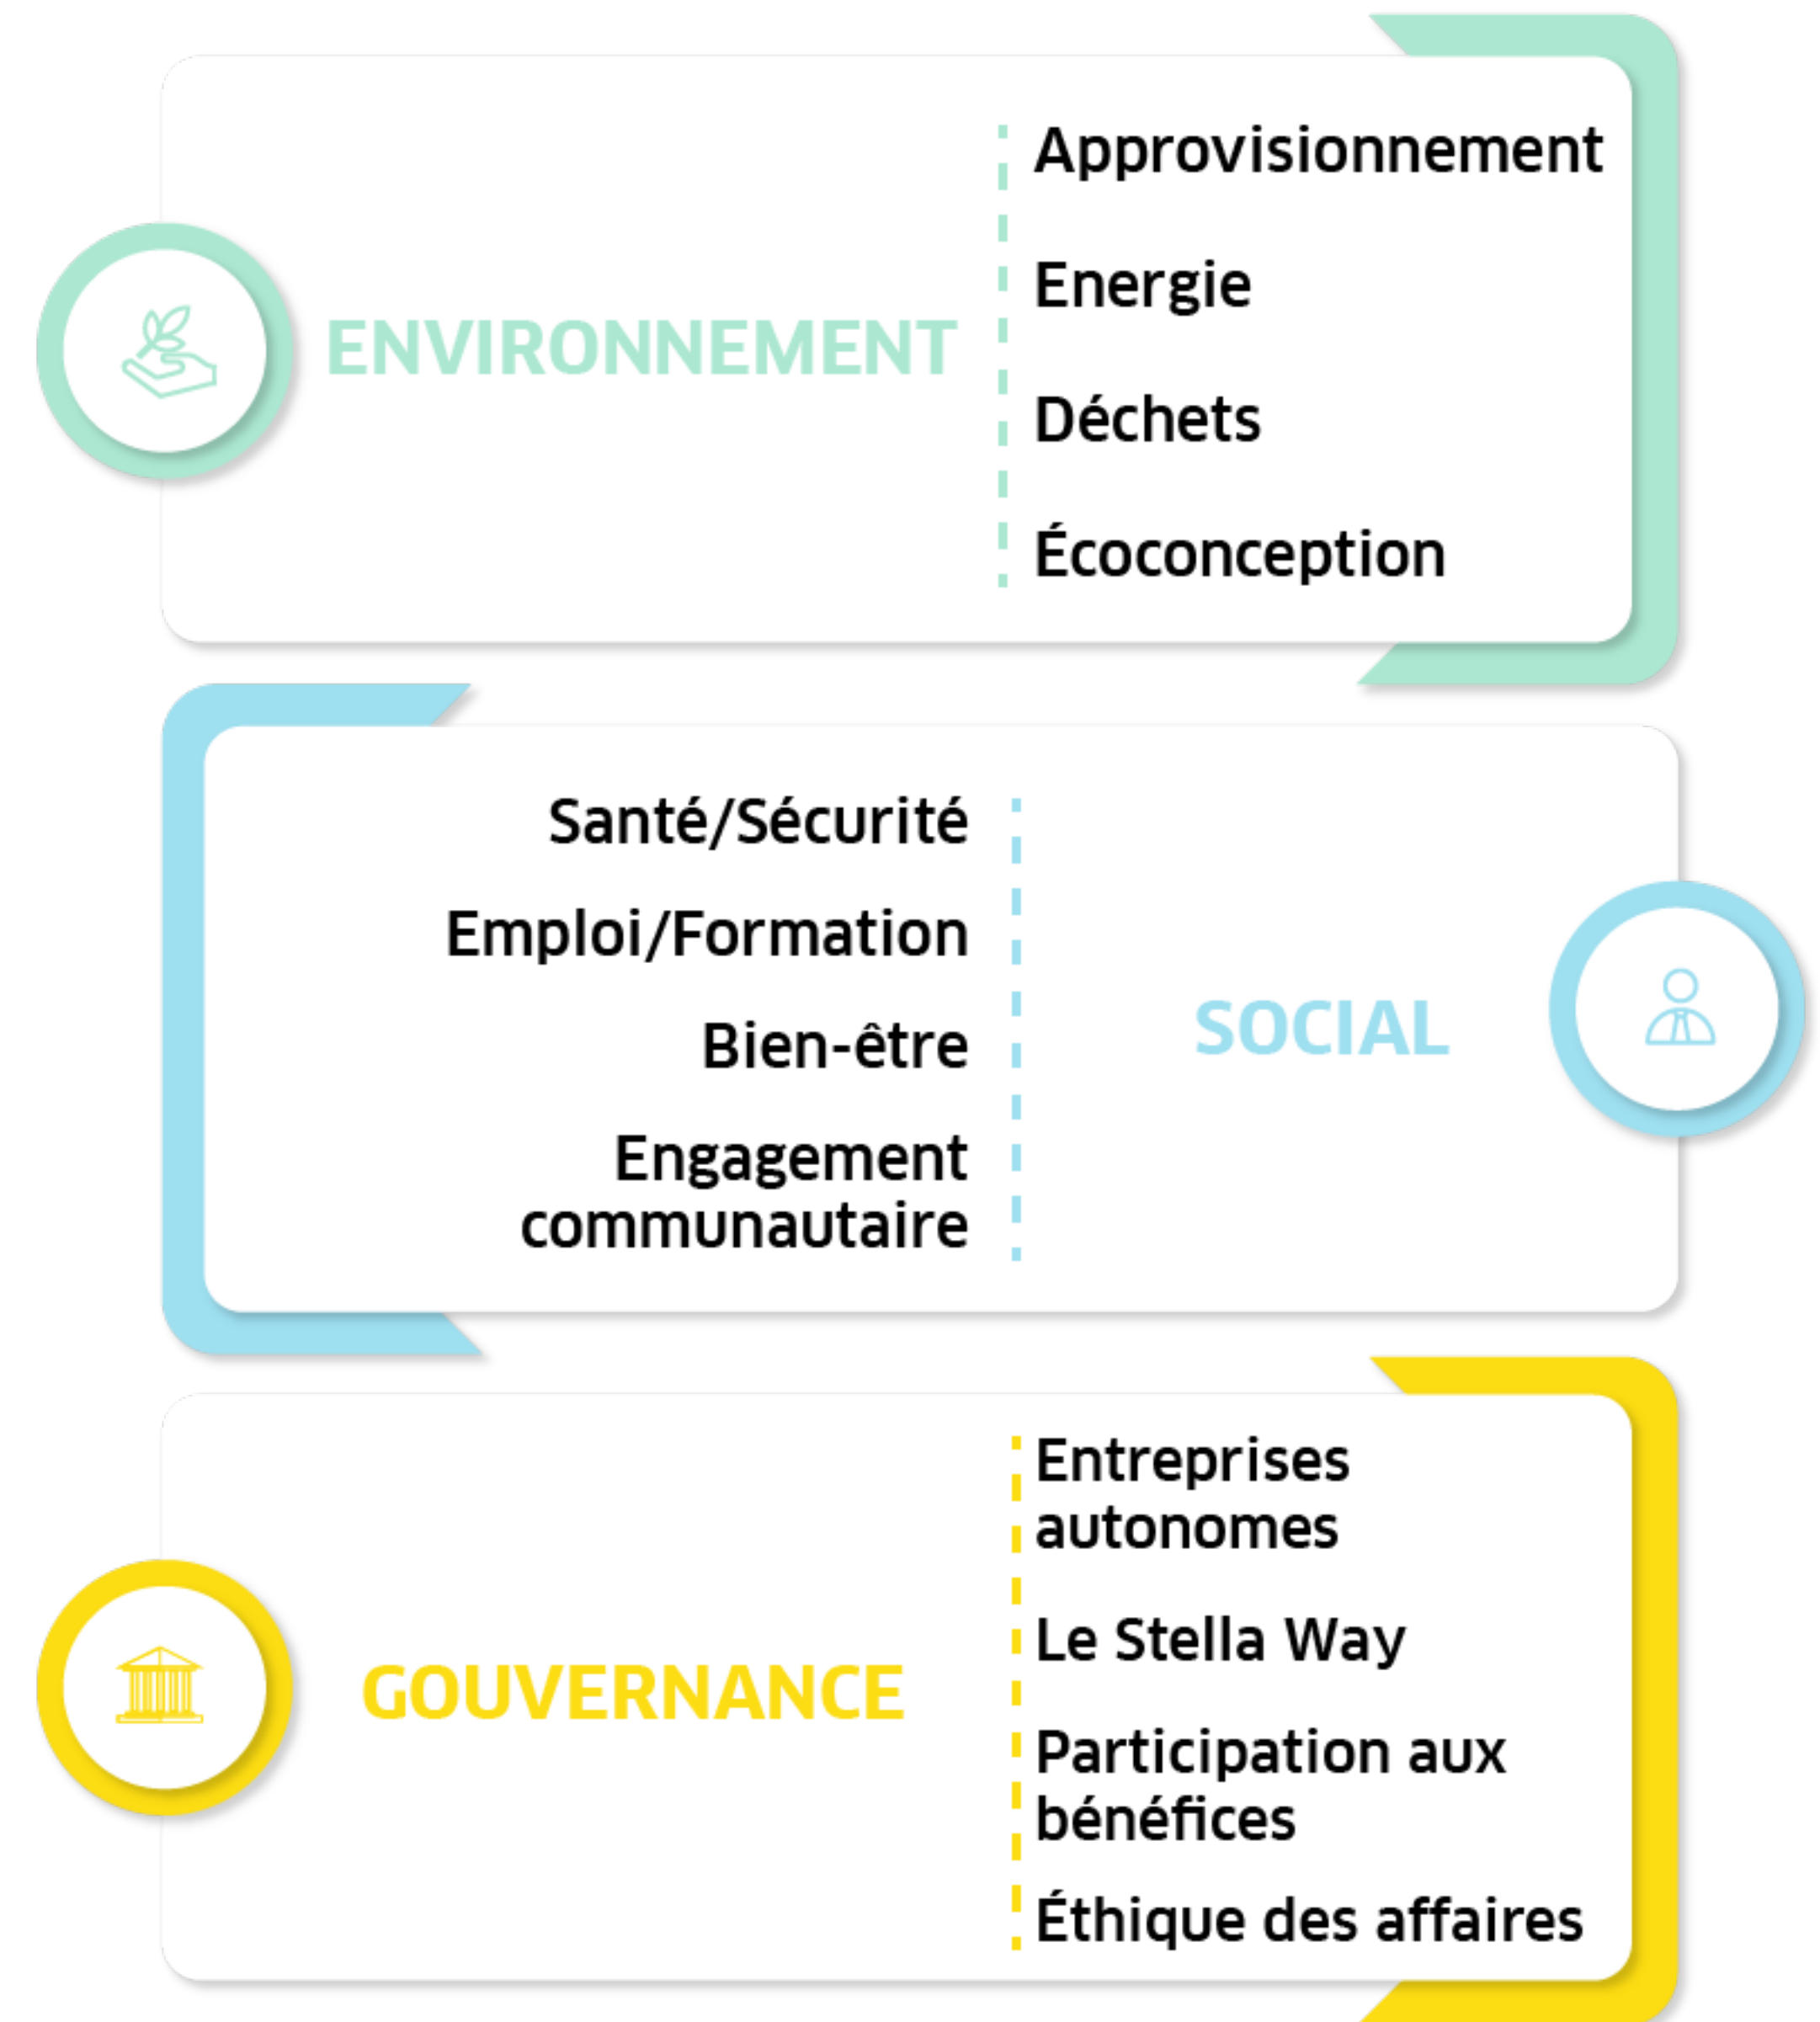 ENVIRONNEMENT
Approvisionnement
Energie
Déchets
Écoconception
Santé/Sécurité
Emploi/Formation
Bien-être
Engagement
communautaire
SOCIAL
GOUVERNANCE
Entreprises
autonomes
Le Stella Way
Participation aux
bénéfices
Éthique des affaires